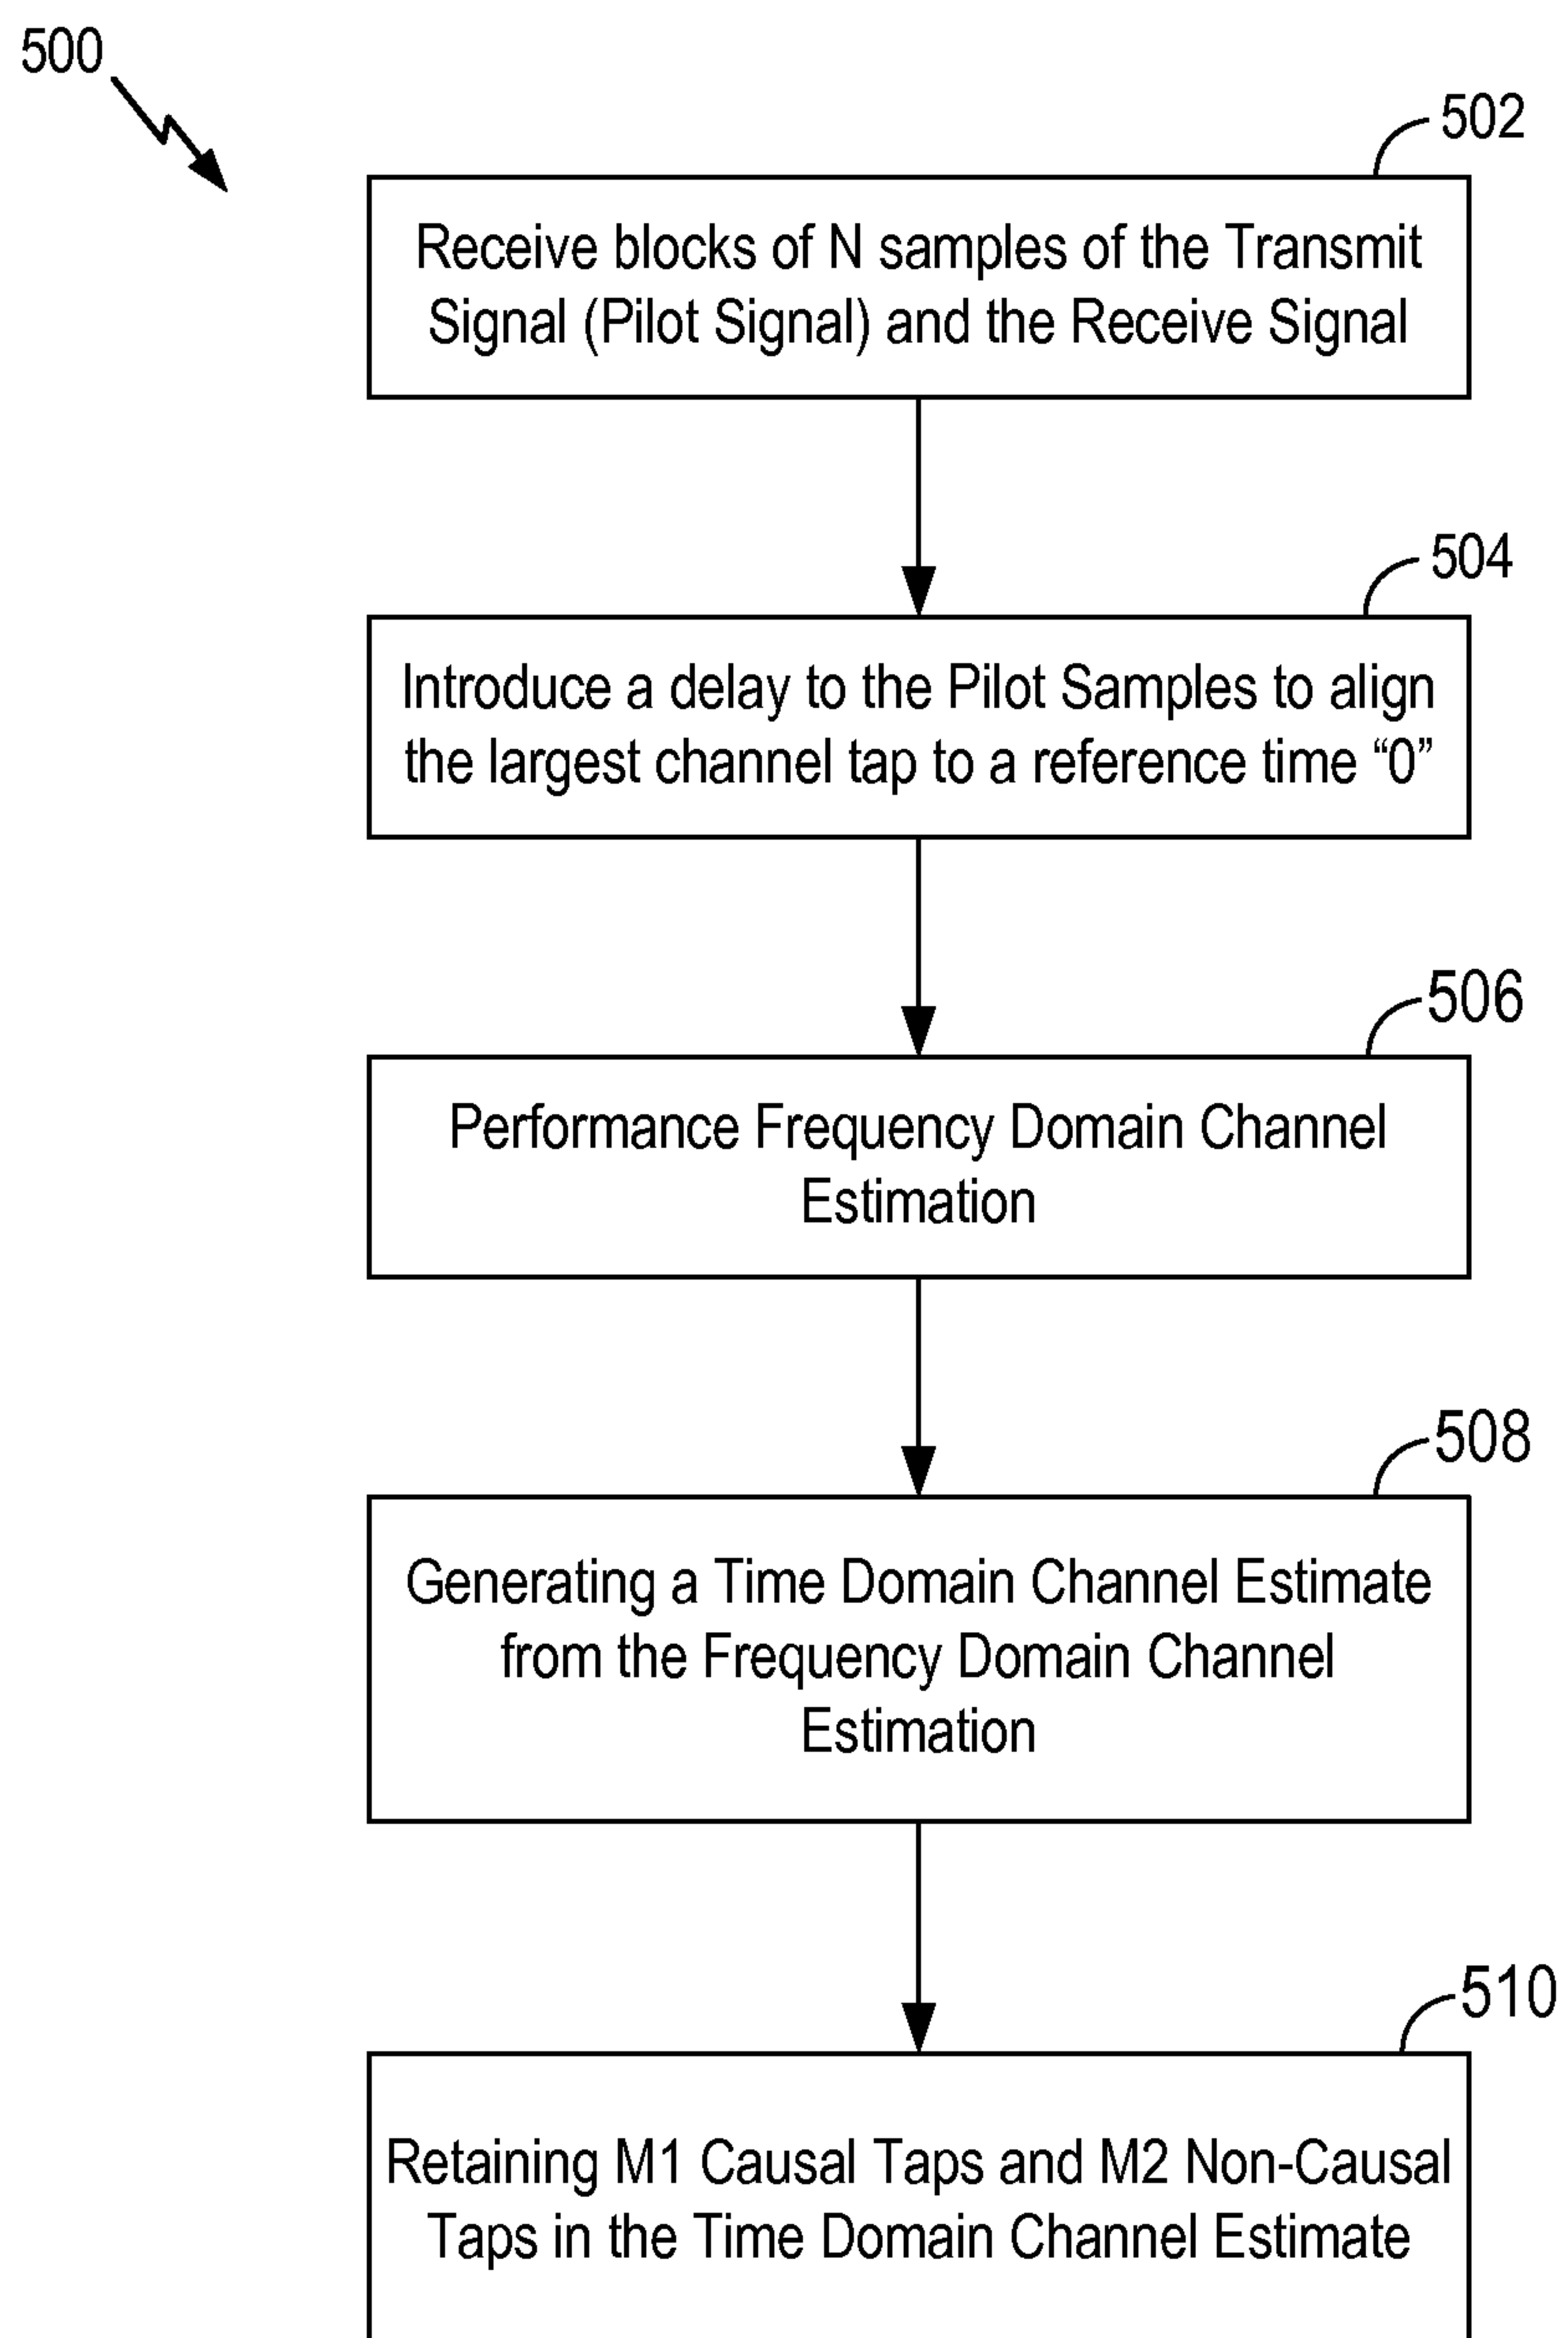 500
502
Receive blocks of N samples of the Transmit
Signal (Pilot Signal) and the Receive Signal
504
Introduce a delay to the Pilot Samples to align
the largest channel tap to a reference time “0”
506
Performance Frequency Domain Channel
Estimation
508
Generating a Time Domain Channel Estimate
from the Frequency Domain Channel
Estimation
510
Retaining M1 Causal Taps and M2 Non-Causal
Taps in the Time Domain Channel Estimate